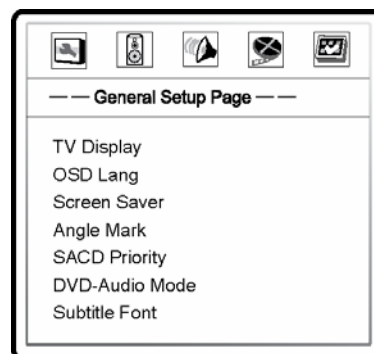 — — General Setup Page — —
TV Display
OSD Lang
Screen Saver
Angle Mark
SACD Priority
DVD-Audio Mode
Subtitle Font